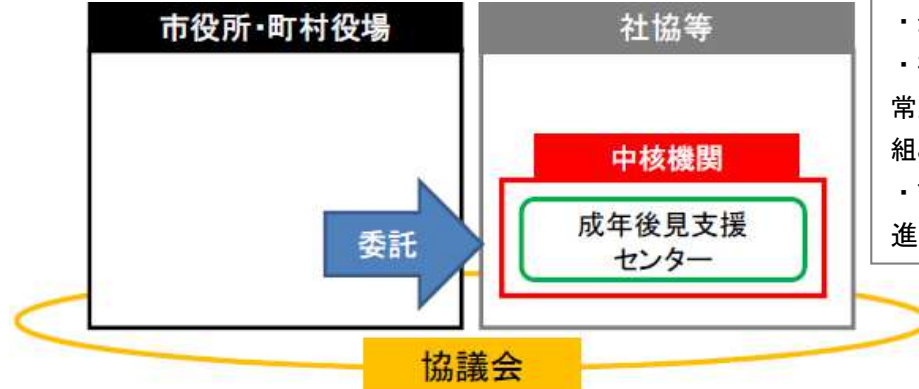 市役所・町村役場
社協等
中核機関
成年後見支援
センター
委託
協議会
常
組
・
進